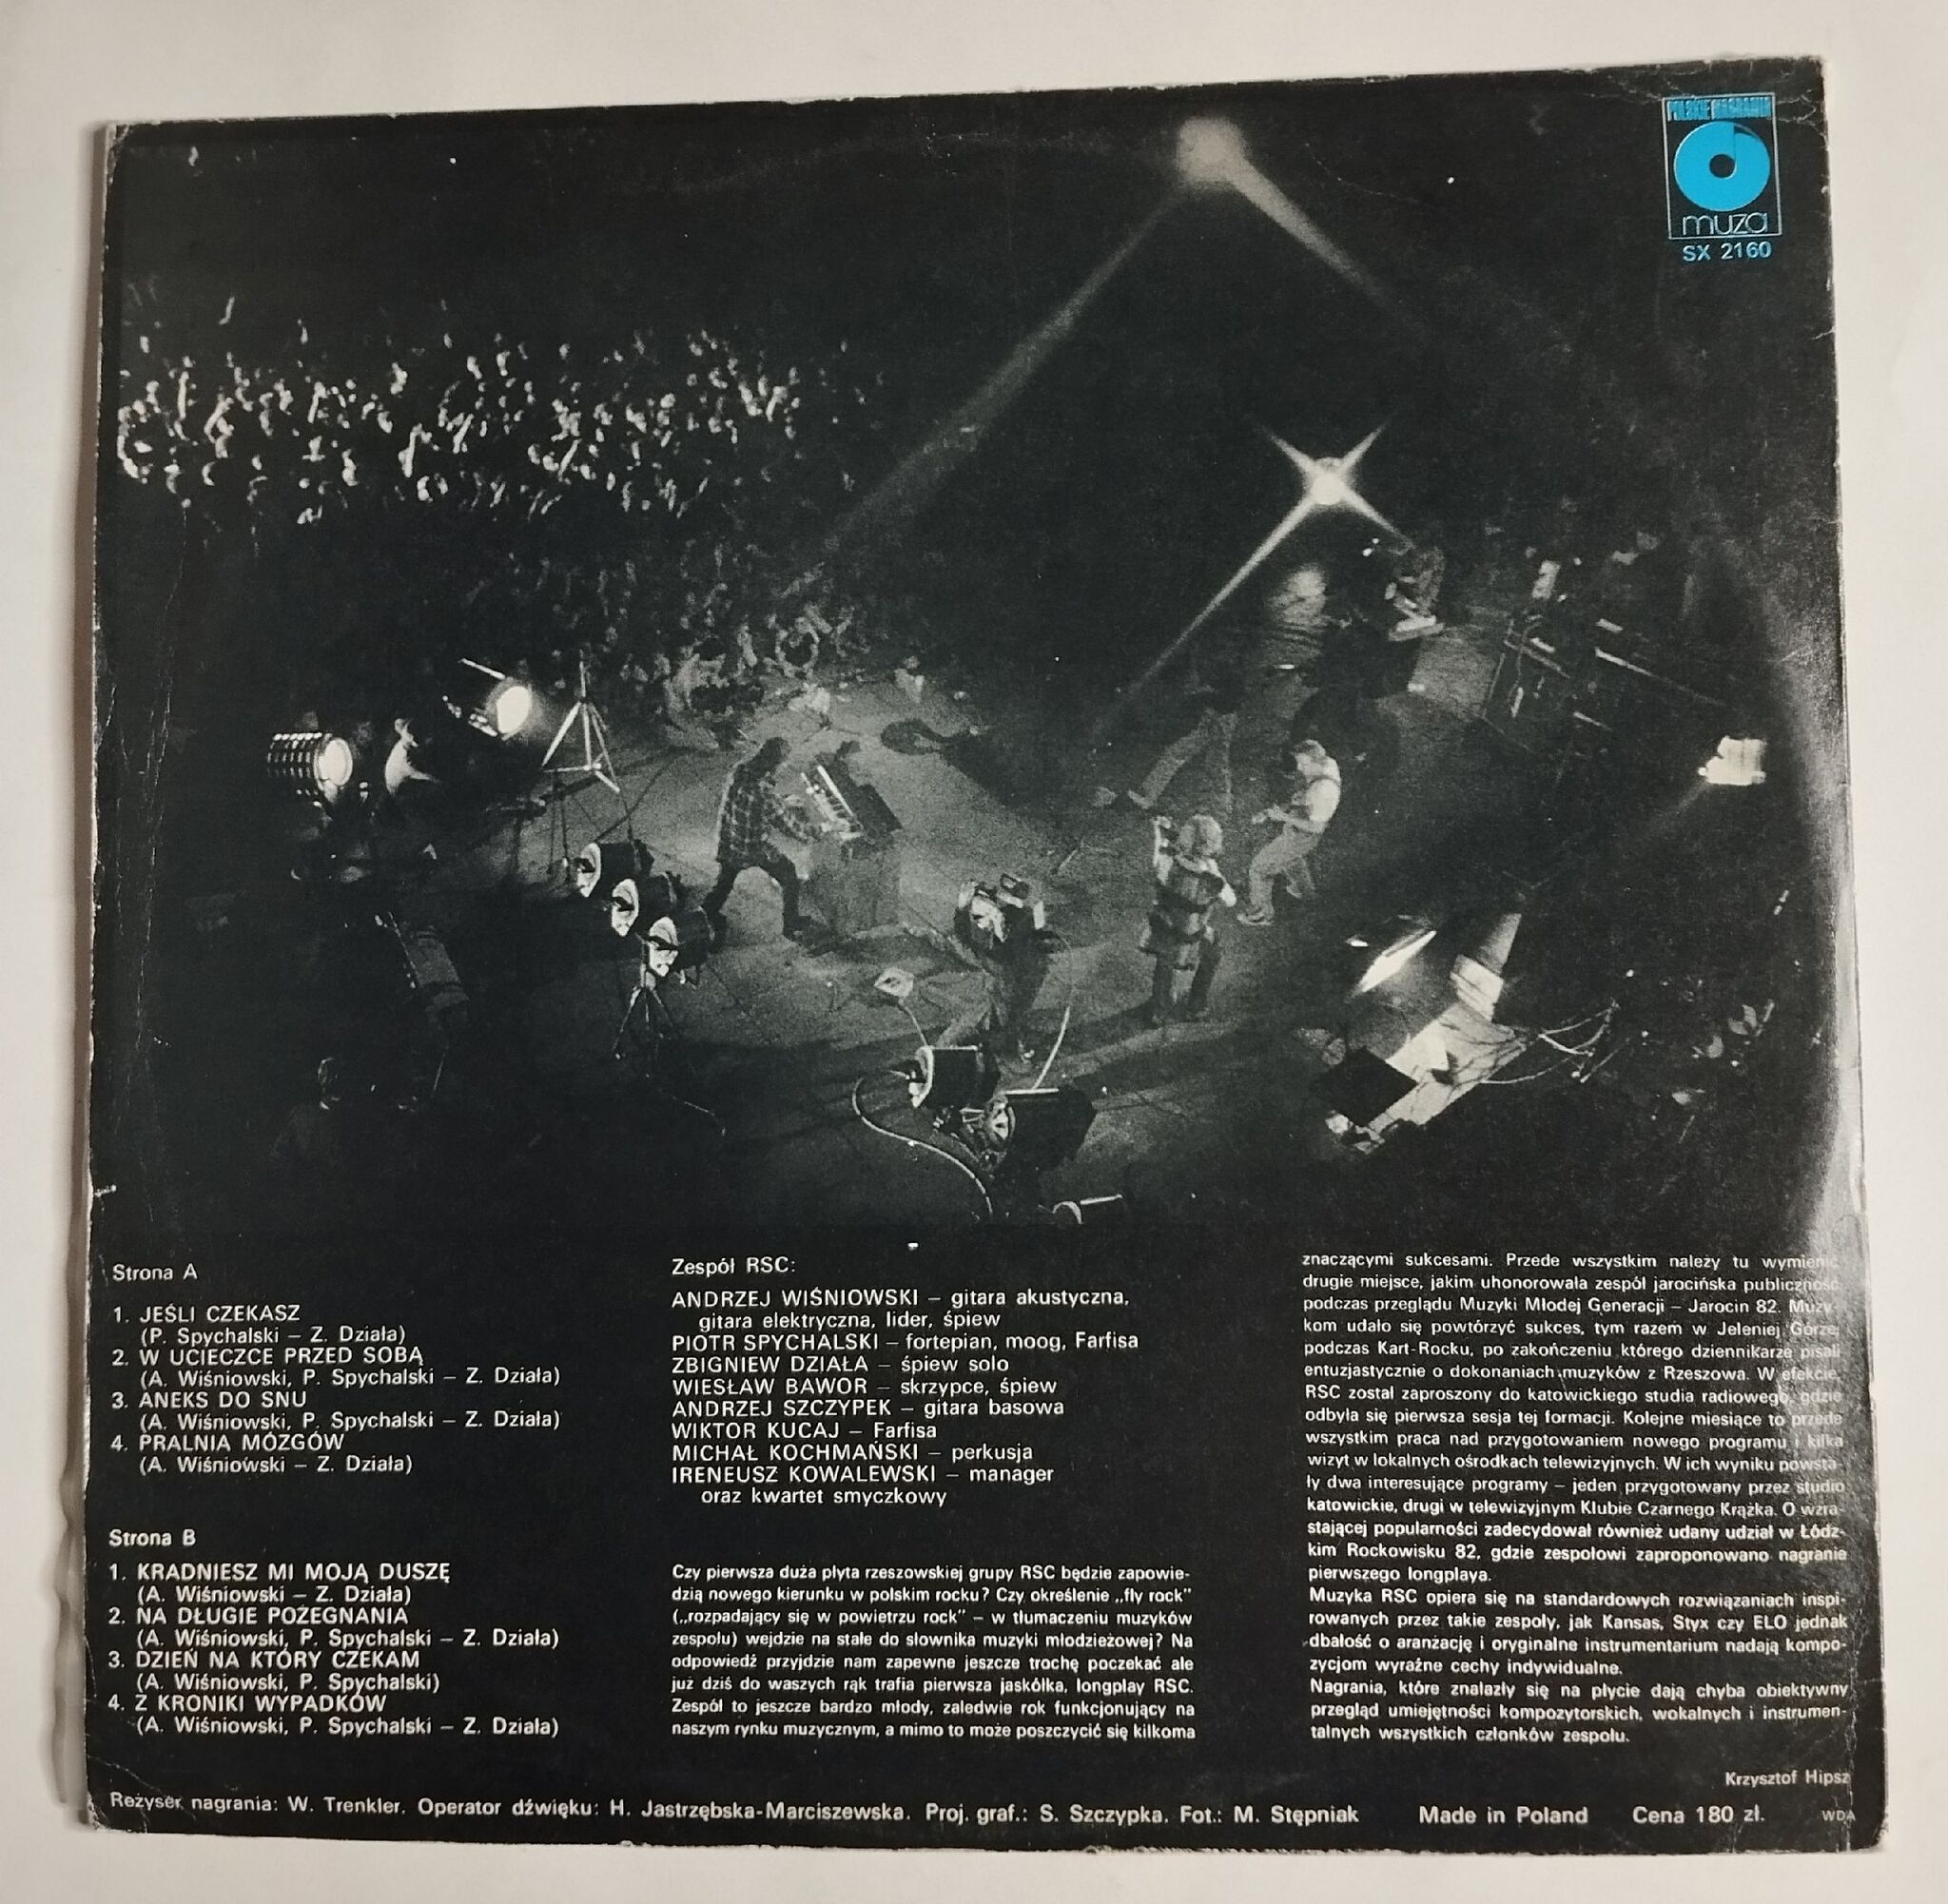 POLSKIE NAGRANIA
muza
SX 2160
Strona A
1. JEŚLI CZEKASZ
(P. Spychalski – Z. Działa)
2. W UCIECZCE PRZED SOBĄ
(A. Wiśniowski, P. Spychalski – Z. Działa)
3. ANEKS DO SNU
(A. Wiśniowski, P. Spychalski – Z. Działa)
4. PRALNIA MÓZGÓW
(A. Wiśniowski – Z. Działa)
Strona B
1. KRADNIESZ MI MOJĄ DUSZĘ
(A. Wiśniowski – Z. Działa)
2. NA DŁUGIE POŻEGNANIA
(A. Wiśniowski, P. Spychalski – Z. Działa)
3. DZIEŃ NA KTÓRY CZEKAM
(A. Wiśniowski, P. Spychalski)
4. Z KRONIKI WYPADKÓW
(A. Wiśniowski, P. Spychalski – Z. Działa)
Zespół RSC:
ANDRZEJ WIŚNIOWSKI – gitara akustyczna,
gitara elektryczna, lider, śpiew
PIOTR SPYCHALSKI – fortepian, moog, Farfisa
ZBIGNIEW DZIAŁA – śpiew solo
WIESŁAW BAWOR – skrzypce, śpiew
ANDRZEJ SZCZYPEK – gitara basowa
WIKTOR KUCAJ – Farfisa
MICHAŁ KOCHMAŃSKI – perkusja
IRENEUSZ KOWALEWSKI – manager
oraz kwartet smyczkowy
Czy pierwsza duża płyta rzeszowskiej grupy RSC będzie zapowie-
dzią nowego kierunku w polskim rocku? Czy określenie „fly rock"
(„rozpadający się w powietrzu rock" – w tłumaczeniu muzyków
zespołu) wejdzie na stałe do słownika muzyki młodzieżowej? Na
odpowiedź przyjdzie nam zapewne jeszcze trochę poczekać ale
już dziś do waszych rąk trafia pierwsza jaskółka, longplay RSC.
Zespół to jeszcze bardzo młody, zaledwie rok funkcjonujący na
naszym rynku muzycznym, a mimo to może poszczycić się kilkoma
znaczącymi sukcesami. Przede wszystkim należy tu wymienić
drugie miejsce, jakim uhonorowała zespół jarocińska publiczność
podczas przeglądu Muzyki Młodej Generacji – Jarocin 82. Muzy-
kom udało się powtórzyć sukces, tym razem w Jeleniej Górze,
podczas Kart-Rocku, po zakończeniu którego dziennikarze pisali
entuzjastycznie o dokonaniach muzyków z Rzeszowa. W efekcie,
RSC został zaproszony do katowickiego studia radiowego, gdzie
odbyła się pierwsza sesja tej formacji. Kolejne miesiące to przede
wszystkim praca nad przygotowaniem nowego programu i kilka
wizyt w lokalnych ośrodkach telewizyjnych. W ich wyniku powsta-
ły dwa interesujące programy – jeden przygotowany przez studio
katowickie, drugi w telewizyjnym Klubie Czarnego Krążka. O wzra-
stającej popularności zadecydował również udany udział w Łódz-
kim Rockowisku 82, gdzie zespołowi zaproponowano nagranie
pierwszego longplaya.
Muzyka RSC opiera się na standardowych rozwiązaniach inspi-
rowanych przez takie zespoły, jak Kansas, Styx czy ELO jednak
dbałość o aranżację i oryginalne instrumentarium nadają kompo-
zycjom wyraźne cechy indywidualne.
Nagrania, które znalazły się na płycie dają chyba obiektywny
przegląd umiejętności kompozytorskich, wokalnych i instrumen-
talnych wszystkich członków zespołu.
Krzysztof Hipsz
Reżyser nagrania: W. Trenkler. Operator dźwięku: H. Jastrzębska-Marciszewska. Proj. graf.: S. Szczypka. Fot.: M. Stępniak Made in Poland Cena 180 zł. WDA